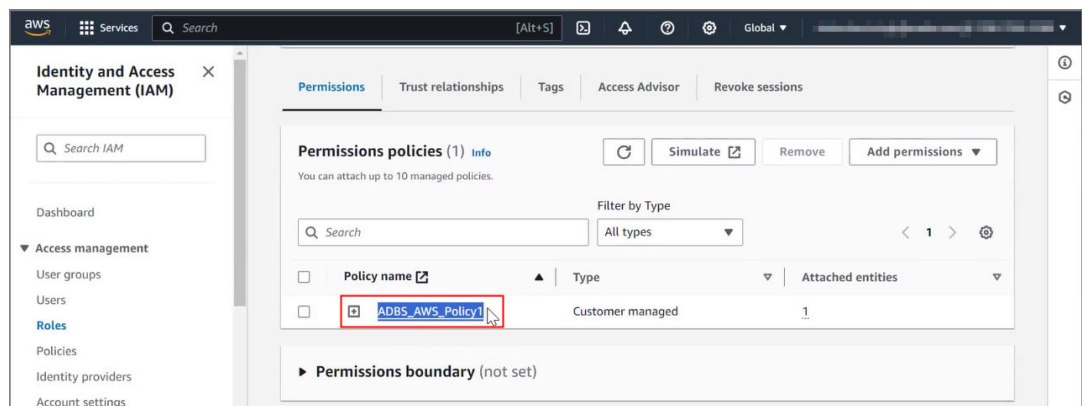 aws Services Search [Alt+S] Global
Identity and Access
Management (IAM)
Search IAM
Dashboard
Access management
User groups
Users
Roles
Policies
Identity providers
Account settings
Permissions Trust relationships Tags Access Advisor Revoke sessions
Permissions policies (1) Info
Simulate Remove Add permissions
You can attach up to 10 managed policies.
Filter by Type
Search All types 1
Policy name Type Attached entities
ADBS_AWS_Policy1 Customer managed 1
Permissions boundary (not set)